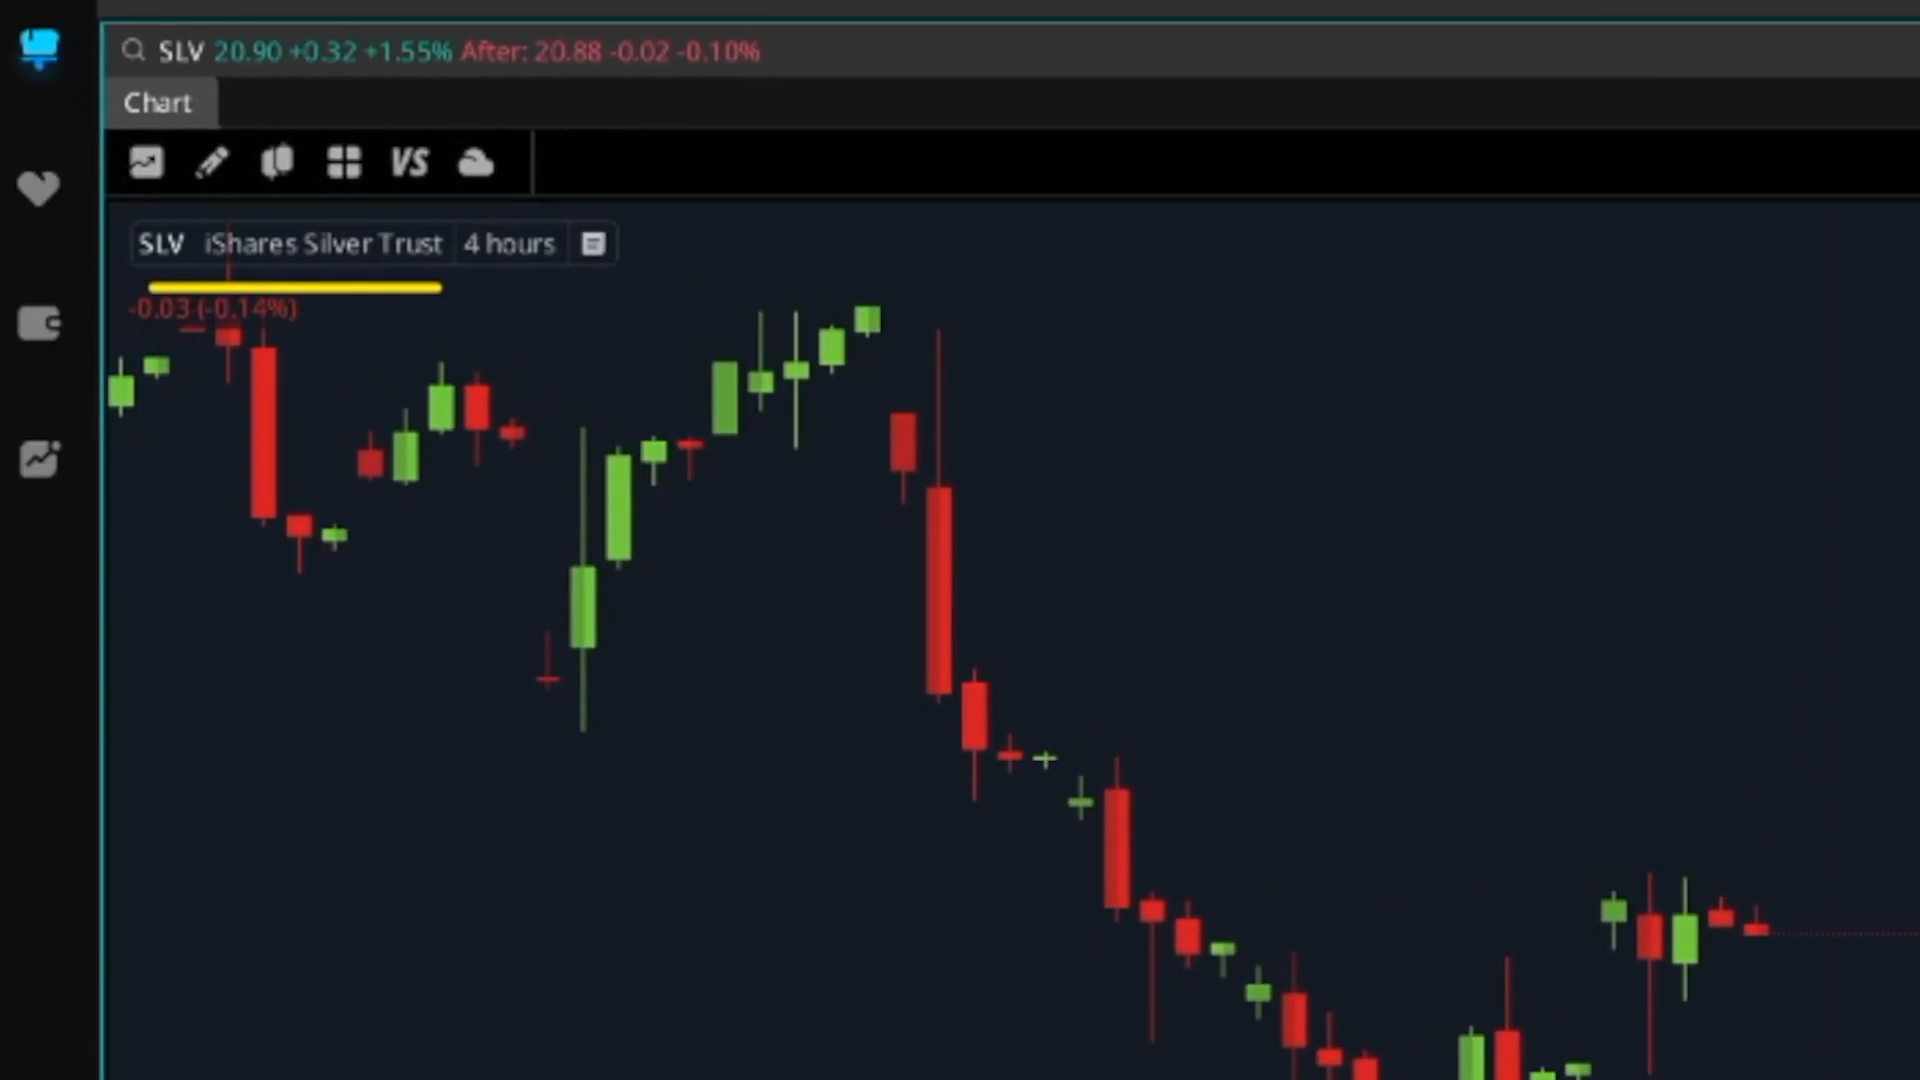 SLV 20.90 +0.32 +1.55% After: 20.88 -0.02 -0.10%
Chart
VS
SLV iShares Silver Trust 4 hours
-0.03 (-0.14%)